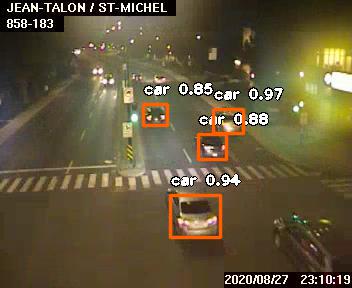 JEAN-TALON / ST-MICHEL
858-183
car 0.85
car 0.97
car 0.88
car 0.94
2020/08/27 23:10:19